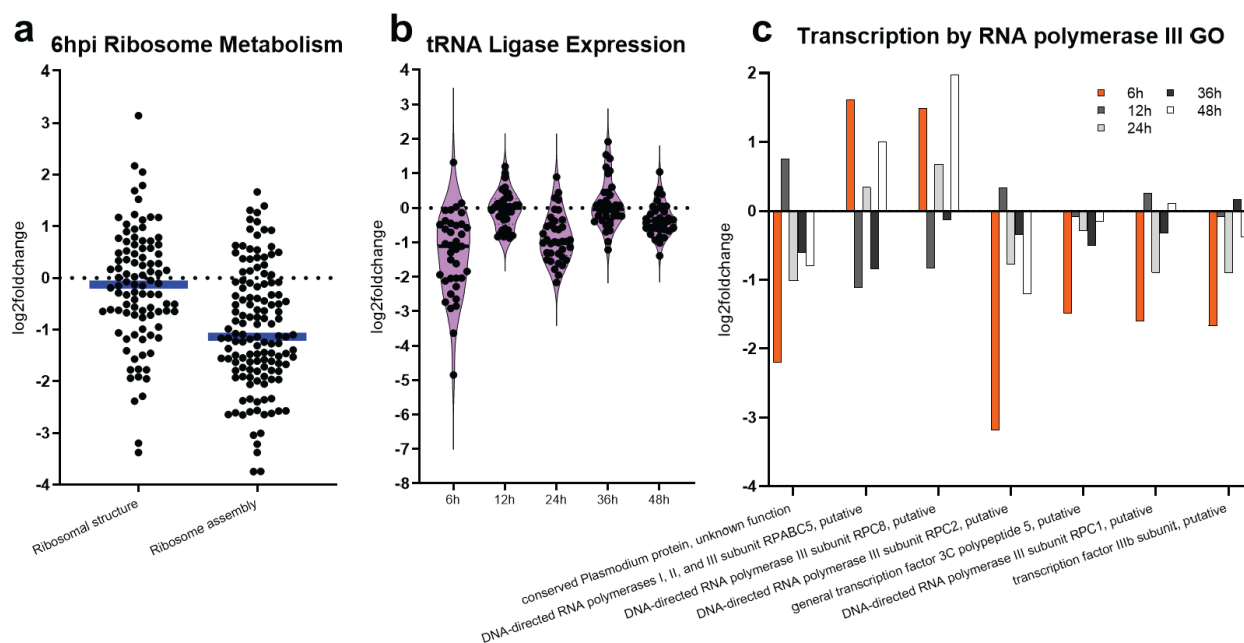 a
6hpi Ribosome Metabolism
log2foldchange
4
3
2
1
0
-1
-2
-3
-4
Ribosomal structure
Ribosome assembly
b
tRNA Ligase Expression
log2foldchange
4
3
2
1
0
-1
-2
-3
-4
-5
-6
-7
-8
6h
12h
24h
36h
48h
c
Transcription by RNA polymerase III GO
log2foldchange
2
1
0
-1
-2
-3
-4
6h
12h
24h
36h
48h
conserved Plasmodium protein, unknown function
DNA-directed RNA polymerases I, II, and III subunit RPABC5, putative
DNA-directed RNA polymerase III subunit RPC8, putative
DNA-directed RNA polymerase III subunit RPC2, putative
general transcription factor 3C polypeptide 5, putative
DNA-directed RNA polymerase III subunit RPC1, putative
transcription factor IIIb subunit, putative